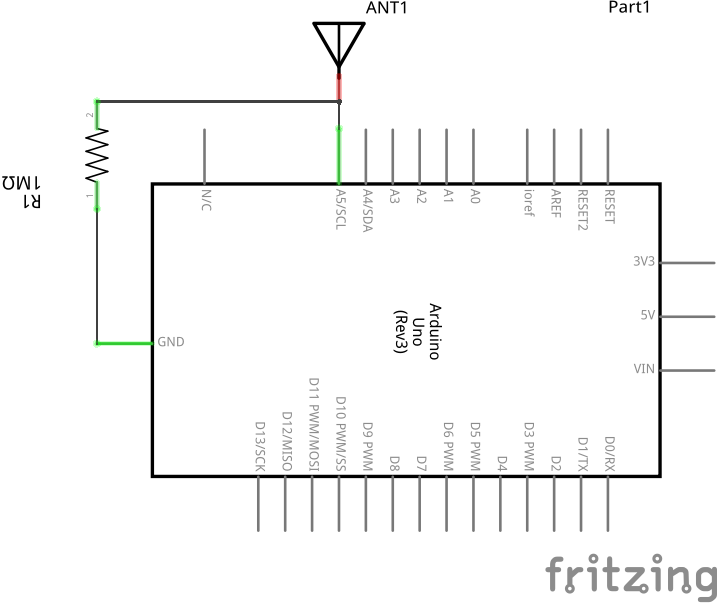 ANT1
Part1
2
1MΩ
R1
1
N/C
A5/SCL
A4/SDA
A3
A2
A1
A0
ioref
AREF
RESET2
RESET
3V3
5V
VIN
GND
Arduino
Uno
(Rev3)
D13/SCK
D12/MISO
D11 PWM/MOSI
D10 PWM/SS
D9 PWM
D8
D7
D6 PWM
D5 PWM
D4
D3 PWM
D2
D1/TX
D0/RX
fritzing